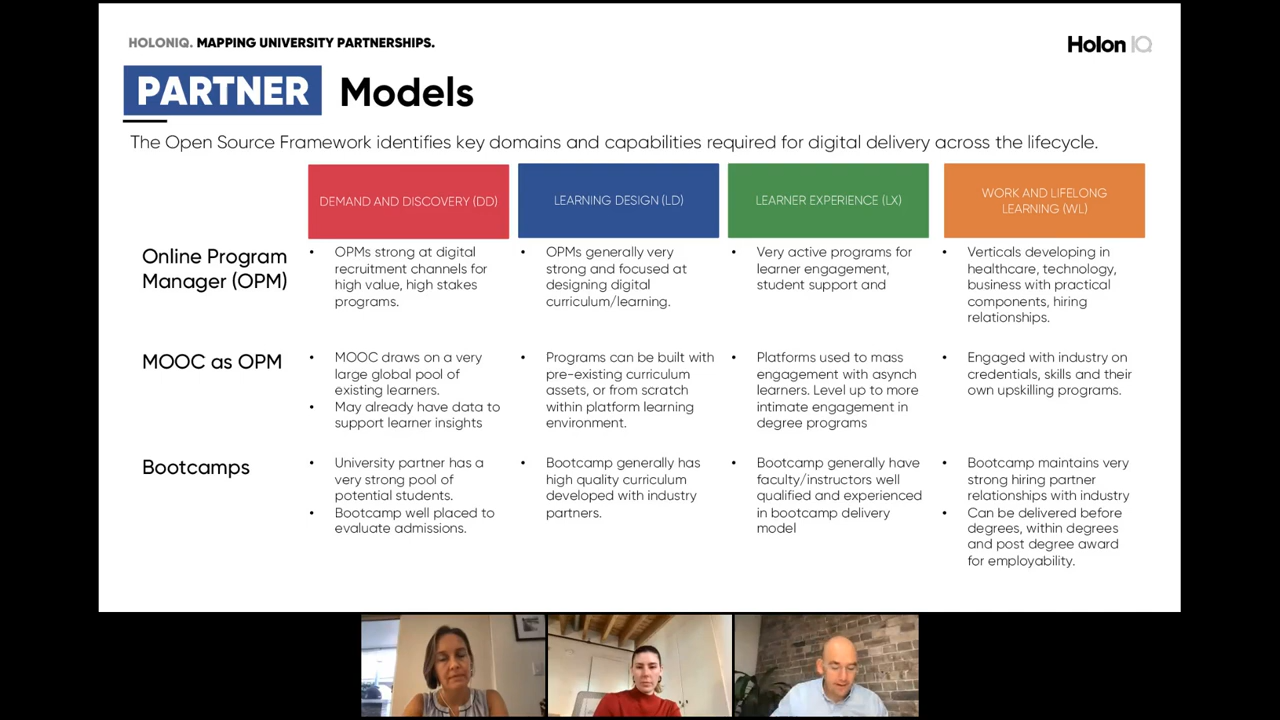 HOLONIQ. MAPPING UNIVERSITY PARTNERSHIPS.
Holon IQ
PARTNER Models
The Open Source Framework identifies key domains and capabilities required for digital delivery across the lifecycle.
DEMAND AND DISCOVERY (DD)
LEARNING DESIGN (LD)
LEARNER EXPERIENCE (LX)
WORK AND LIFELONG
LEARNING (WL)
Online Program
Manager (OPM)
• OPMs strong at digital
recruitment channels for
high value, high stakes
programs.
• OPMs generally very
strong and focused at
designing digital
curriculum/learning.
• Very active programs for
learner engagement,
student support and
• Verticals developing in
healthcare, technology,
business with practical
components, hiring
relationships.
MOOC as OPM
• MOOC draws on a very
large global pool of
existing learners.
• May already have data to
support learner insights
• Programs can be built with
pre-existing curriculum
assets, or from scratch
within platform learning
environment.
• Platforms used to mass
engagement with asynch
learners. Level up to more
intimate engagement in
degree programs
• Engaged with industry on
credentials, skills and their
own upskilling programs.
Bootcamps
• University partner has a
very strong pool of
potential students.
• Bootcamp well placed to
evaluate admissions.
• Bootcamp generally has
high quality curriculum
developed with industry
partners.
• Bootcamp generally have
faculty/instructors well
qualified and experienced
in bootcamp delivery
model
• Bootcamp maintains very
strong hiring partner
relationships with industry
• Can be delivered before
degrees, within degrees
and post degree award
for employability.